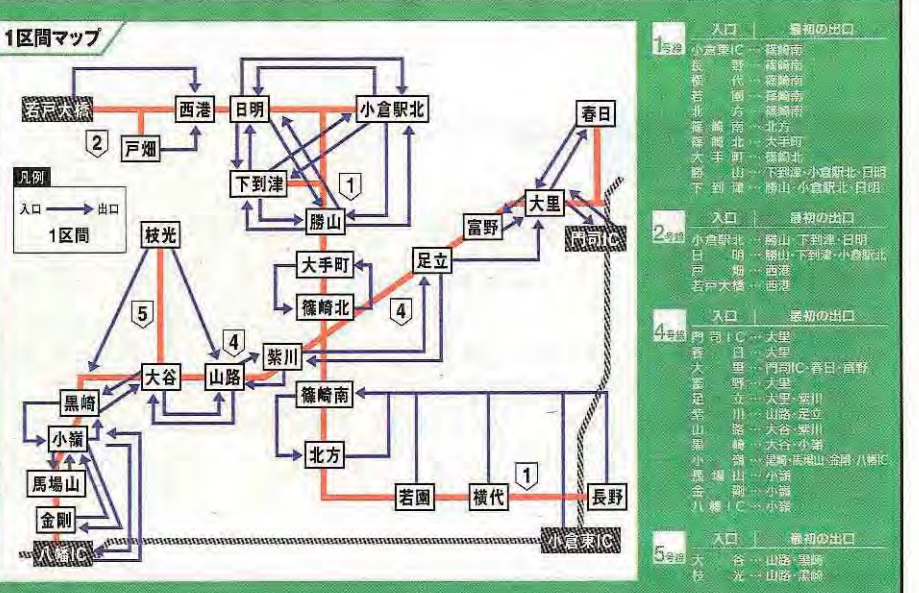 1区間マップ
若戸大橋
西港
日明
小倉駅北
春日
2
戸畑
凡例
入口
出口
1区間
下到津
1
勝山
大里
富野
門司IC
枝光
大手町
足立
篠崎北
5
4
4
紫川
大谷
山路
黒崎
篠崎南
小嶺
北方
馬場山
1
若園
横代
長野
金剛
八幡IC
小倉東IC
1号線
入口 | 最初の出口
小倉東IC…篠崎南
長野…篠崎南
横代…篠崎南
若園…篠崎南
北方…篠崎南
篠崎南…北方
篠崎北…大手町
大手町…篠崎北
勝山…下到津・小倉駅北・日明
下到津…勝山・小倉駅北・日明
2号線
入口 | 最初の出口
小倉駅北…勝山・下到津・日明
日明…勝山・下到津・小倉駅北
戸畑…西港
若戸大橋…西港
4号線
入口 | 最初の出口
門司IC…大里
春日…大里
大里…門司IC・春日・富野
富野…大里
足立…大里・紫川
紫川…山路・足立
山路…大谷・紫川
黒崎…大谷・小嶺
小嶺…黒崎・馬場山・金剛・八幡IC
馬場山…小嶺
金剛…小嶺
八幡IC…小嶺
5号線
入口 | 最初の出口
大谷…山路・黒崎
枝光…山路・黒崎